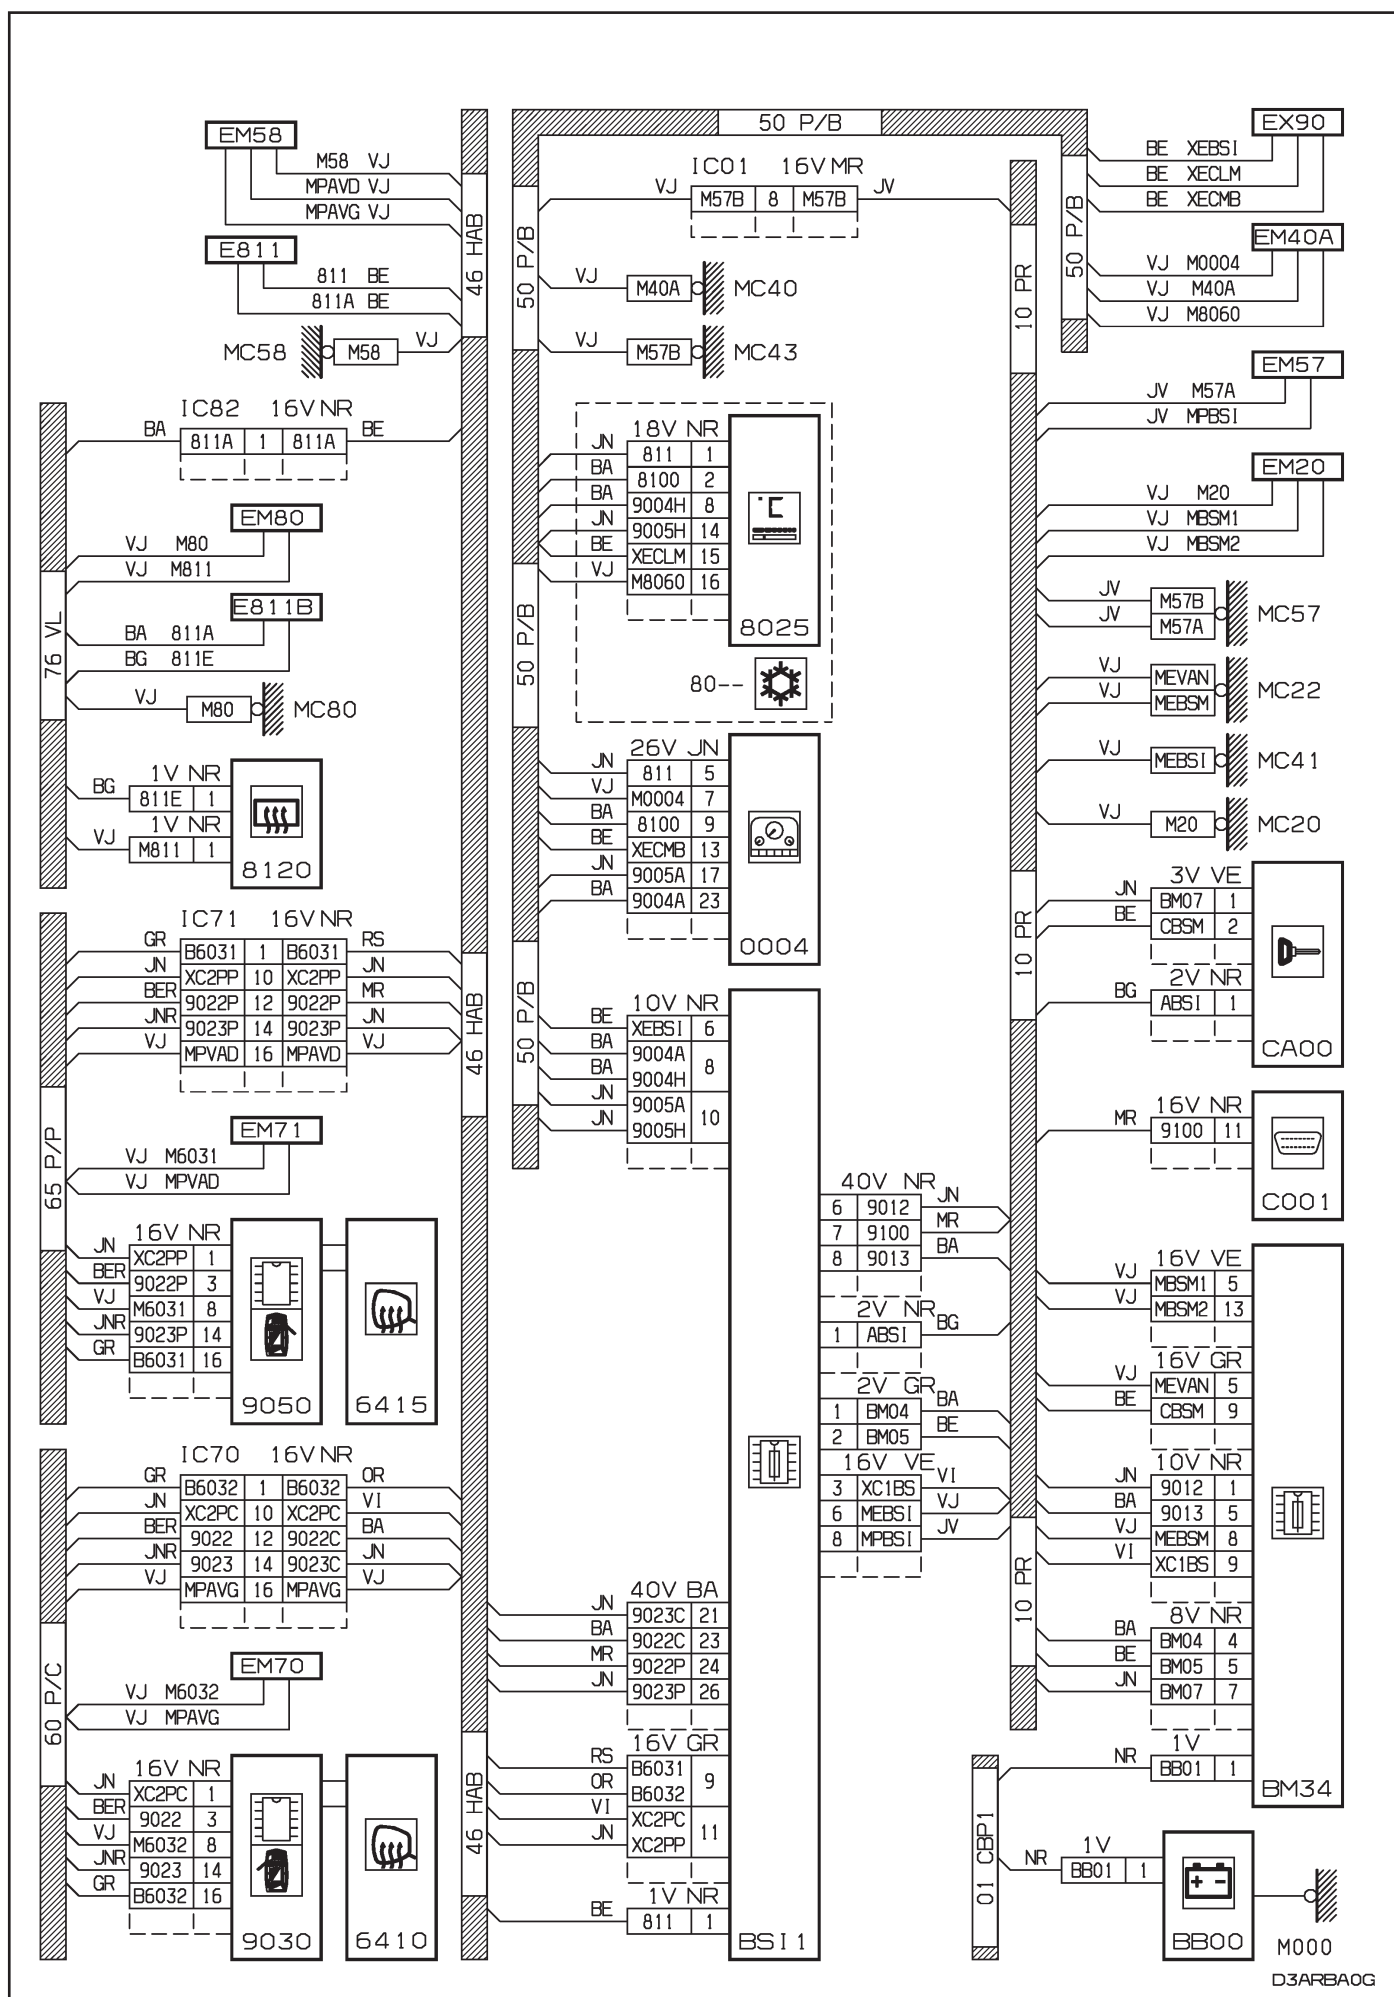 EM58
M58 VJ
MPAVD VJ
MPAVG VJ
E811
811 BE
811A BE
MC58 M58 VJ
46 HAB
IC82 16V NR
BA 811A 1 811A BE
EM80
VJ M80
VJ M811
E811B
BA 811A
BG 811E
VJ M80 MC80
76 VL
1V NR
BG 811E 1
1V NR
VJ M811 1
8120
IC71 16V NR
GR B6031 1 B6031 RS
JN XC2PP 10 XC2PP JN
BER 9022P 12 9022P MR
JNR 9023P 14 9023P JN
VJ MPVAD 16 MPAVD VJ
46 HAB
65 P/P
EM71
VJ M6031
VJ MPVAD
16V NR
JN XC2PP 1
BER 9022P 3
VJ M6031 8
JNR 9023P 14
GR B6031 16
9050
6415
IC70 16V NR
GR B6032 1 B6032 OR
JN XC2PC 10 XC2PC VI
BER 9022 12 9022C BA
JNR 9023 14 9023C JN
VJ MPAVG 16 MPAVG VJ
60 P/C
EM70
VJ M6032
VJ MPAVG
16V NR
JN XC2PC 1
BER 9022 3
VJ M6032 8
JNR 9023 14
GR B6032 16
9030
6410
46 HAB
50 P/B
50 P/B
IC01 16V MR
VJ M57B 8 M57B JV
VJ M40A MC40
VJ M57B MC43
18V NR
JN 811 1
BA 8100 2
BA 9004H 8
JN 9005H 14
BE XECLM 15
VJ M8060 16
°C
8025
80--
50 P/B
26V JN
JN 811 5
VJ M0004 7
BA 8100 9
BE XECMB 13
JN 9005A 17
BA 9004A 23
0004
50 P/B
10V NR
BE XEBSI 6
BA 9004A
8
BA 9004H
JN 9005A
10
JN 9005H
40V NR
6 9012 JN
7 9100 MR
8 9013 BA
2V NR
1 ABSI BG
2V GR
1 BM04 BA
2 BM05 BE
16V VE
3 XC1BS VI
6 MEBSI VJ
8 MPBSI JV
40V BA
JN 9023C 21
BA 9022C 23
MR 9022P 24
JN 9023P 26
16V GR
RS B6031
9
OR B6032
VI XC2PC
11
JN XC2PP
1V NR
BE 811 1
BSI1
50 P/B
10 PR
EX90
BE XEBSI
BE XECLM
BE XECMB
EM40A
VJ M0004
VJ M40A
VJ M8060
EM57
JV M57A
JV MPBSI
EM20
VJ M20
VJ MBSM1
VJ MBSM2
JV M57B
MC57
JV M57A
VJ MEVAN
MC22
VJ MEBSM
VJ MEBSI MC41
VJ M20 MC20
10 PR
3V VE
JN BM07 1
BE CBSM 2
2V NR
BG ABSI 1
CA00
16V NR
MR 9100 11
C001
16V VE
VJ MBSM1 5
VJ MBSM2 13
16V GR
VJ MEVAN 5
BE CBSM 9
10V NR
JN 9012 1
BA 9013 5
VJ MEBSM 8
VI XC1BS 9
10 PR
8V NR
BA BM04 4
BE BM05 5
JN BM07 7
1V
NR BB01 1
BM34
01 CBP1
1V
NR BB01 1
+ -
BB00
M000
D3ARBA0G